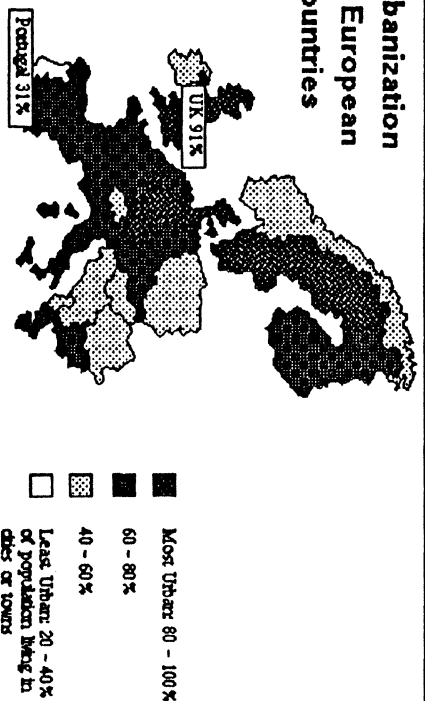 banization
European
ountries
UK 91%
Portugal 31%
Most Urban: 80 - 100%
60 - 80%
40 - 60%
Least Urban: 20 - 40%
of population living in
cities or towns